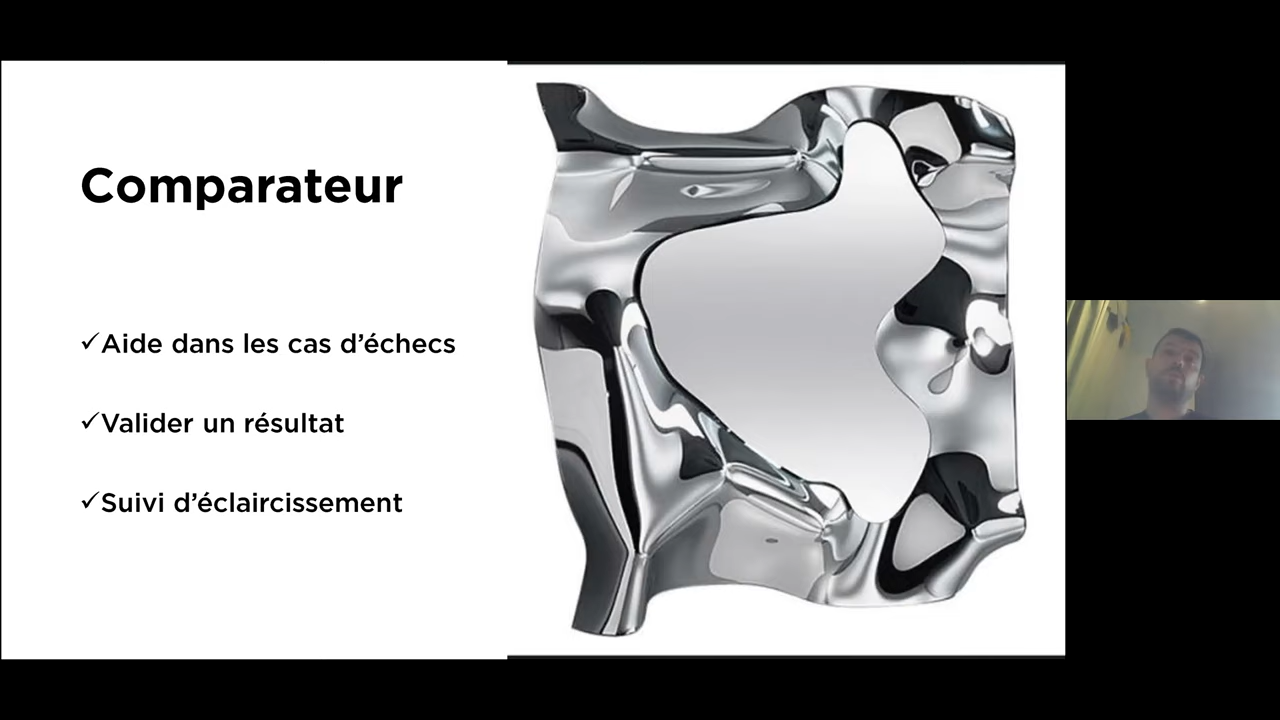 Comparateur
✓Aide dans les cas d’échecs
✓Valider un résultat
✓Suivi d’éclaircissement